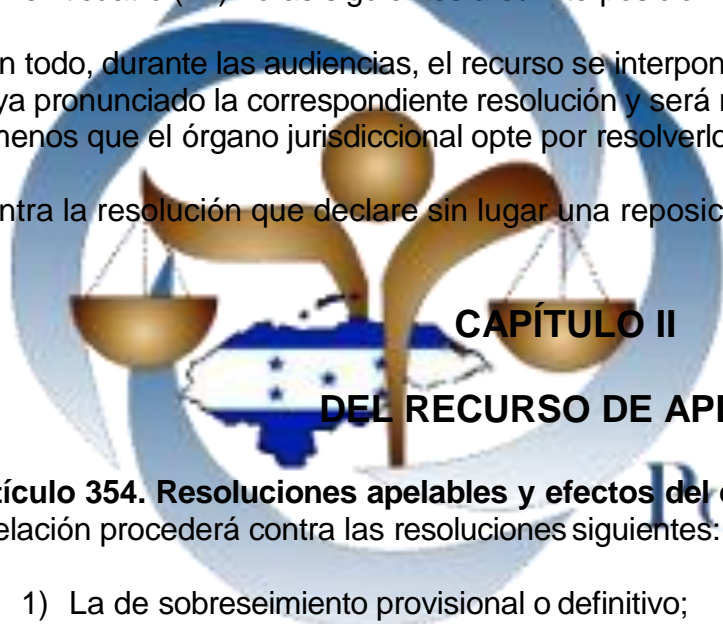 n todo, durante las audiencias, el recurso se interpon
ya pronunciado la correspondiente resolución y será
menos que el órgano jurisdiccional opte por resolverlo
ntra la resolución que declare sin lugar una reposic
CAPÍTULO II
DEL RECURSO DE
tículo 354. Resoluciones apelables y efectos del
elación procederá contra las resoluciones siguientes:
1) La de sobreseimiento provisional o definitivo;